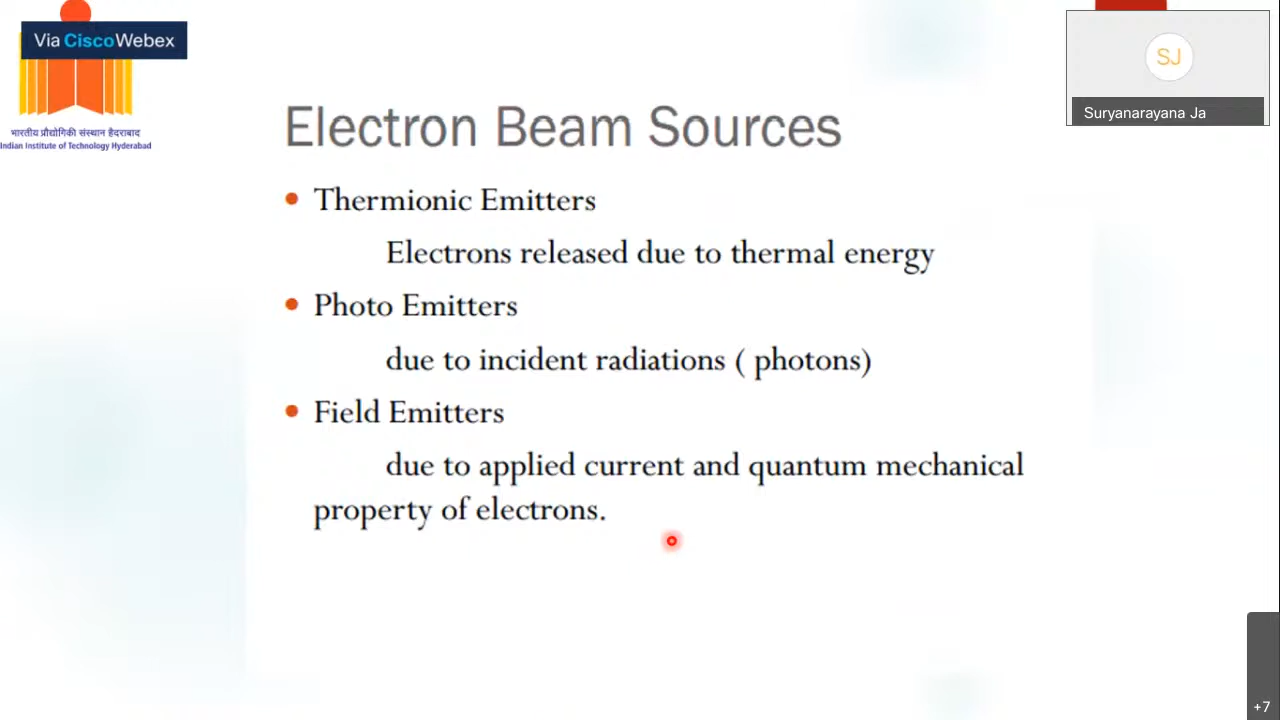 Via CiscoWebex
भारतीय प्रौद्योगिकी संस्थान हैदराबाद
Indian Institute of Technology Hyderabad
SJ
Suryanarayana Ja
Electron Beam Sources
• Thermionic Emitters
Electrons released due to thermal energy
• Photo Emitters
due to incident radiations ( photons)
• Field Emitters
due to applied current and quantum mechanical
property of electrons.
+7